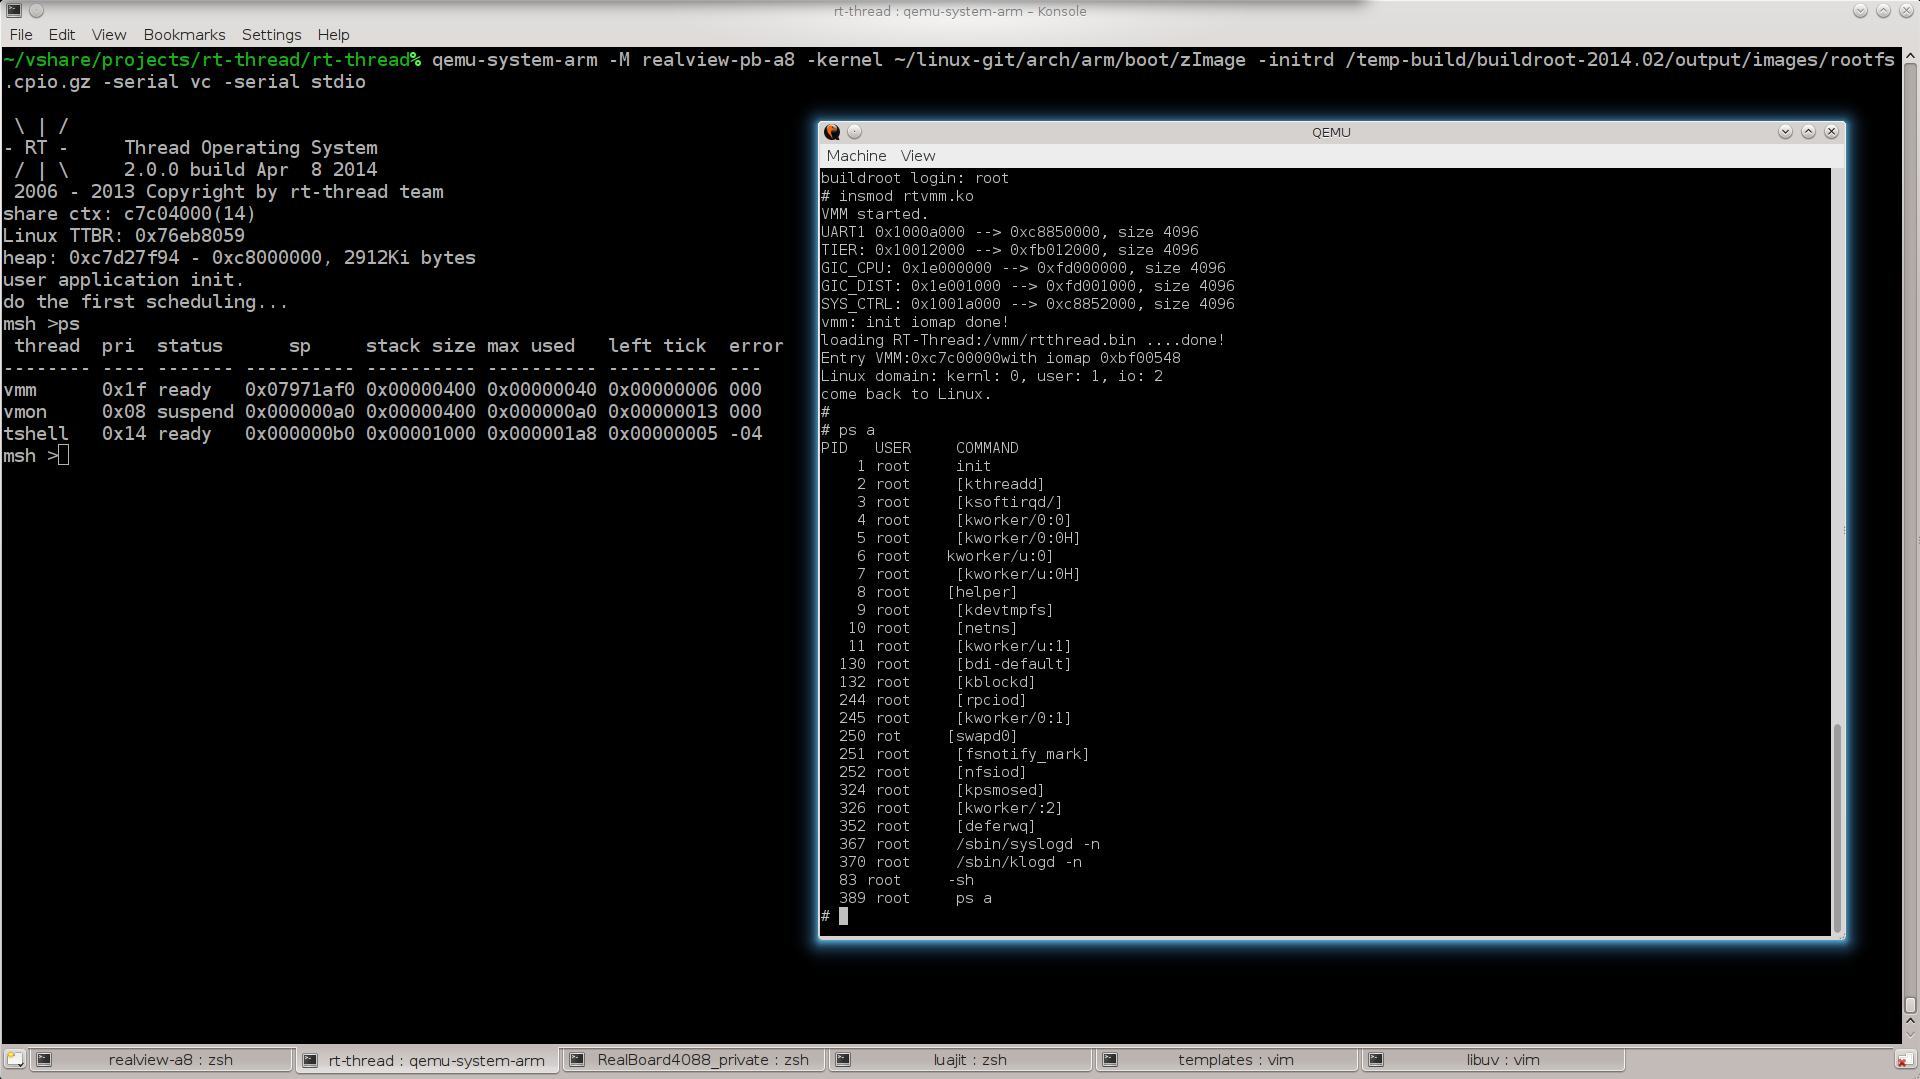 rt-thread : qemu-system-arm – Konsole
File Edit View Bookmarks Settings Help
~/vshare/projects/rt-thread/rt-thread% qemu-system-arm -M realview-pb-a8 -kernel ~/linux-git/arch/arm/boot/zImage -initrd /temp-build/buildroot-2014.02/output/images/rootfs
.cpio.gz -serial vc -serial stdio
\ | /
- RT -     Thread Operating System
/ | \     2.0.0 build Apr  8 2014
2006 - 2013 Copyright by rt-thread team
share ctx: c7c04000(14)
Linux TTBR: 0x76eb8059
heap: 0xc7d27f94 - 0xc8000000, 2912Ki bytes
user application init.
do the first scheduling...
msh >ps
thread  pri  status      sp     stack size max used   left tick  error
-------- ---- ------- ---------- ---------- ---------- ---------- ---
vmm      0x1f ready   0x07971af0 0x00000400 0x00000040 0x00000006 000
vmon     0x08 suspend 0x000000a0 0x00000400 0x000000a0 0x00000013 000
tshell   0x14 ready   0x000000b0 0x00001000 0x000001a8 0x00000005 -04
msh >
QEMU
Machine View
buildroot login: root
# insmod rtvmm.ko
VMM started.
UART1 0x1000a000 --> 0xc8850000, size 4096
TIER: 0x10012000 --> 0xfb012000, size 4096
GIC_CPU: 0x1e000000 --> 0xfd000000, size 4096
GIC_DIST: 0x1e001000 --> 0xfd001000, size 4096
SYS_CTRL: 0x1001a000 --> 0xc8852000, size 4096
vmm: init iomap done!
loading RT-Thread:/vmm/rtthread.bin ....done!
Entry VMM:0xc7c00000with iomap 0xbf00548
Linux domain: kernl: 0, user: 1, io: 2
come back to Linux.
#
# ps a
PID   USER     COMMAND
1 root     init
2 root     [kthreadd]
3 root     [ksoftirqd/]
4 root     [kworker/0:0]
5 root     [kworker/0:0H]
6 root    kworker/u:0]
7 root     [kworker/u:0H]
8 root    [helper]
9 root     [kdevtmpfs]
10 root     [netns]
11 root     [kworker/u:1]
130 root     [bdi-default]
132 root     [kblockd]
244 root     [rpciod]
245 root     [kworker/0:1]
250 rot     [swapd0]
251 root     [fsnotify_mark]
252 root     [nfsiod]
324 root     [kpsmosed]
326 root     [kworker/:2]
352 root     [deferwq]
367 root     /sbin/syslogd -n
370 root     /sbin/klogd -n
83 root     -sh
389 root     ps a
#
realview-a8 : zsh
rt-thread : qemu-system-arm
RealBoard4088_private : zsh
luajit : zsh
templates : vim
libuv : vim